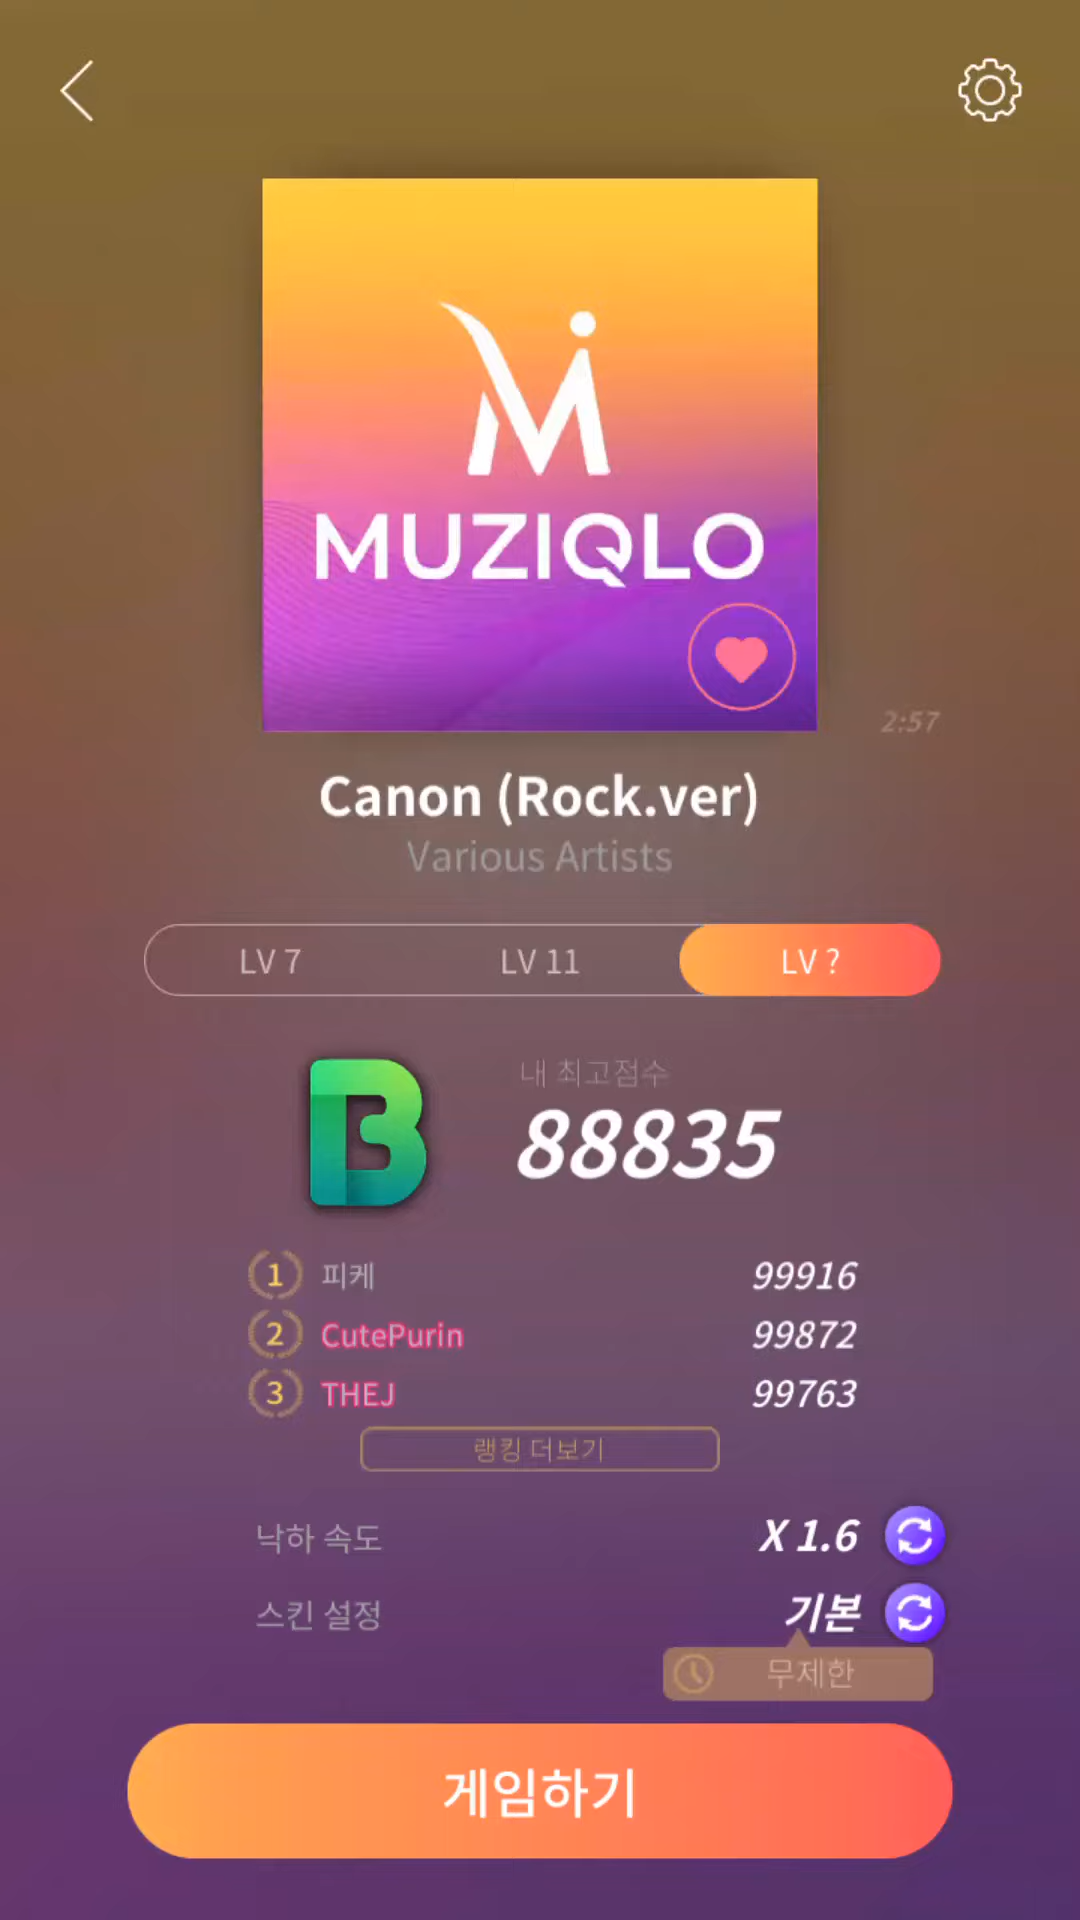 MUZIQLO
2:57
Canon (Rock.ver)
Various Artists
LV 7 LV 11 LV ?
B
내 최고점수
88835
1 피케 99916
2 CutePurin 99872
3 THEJ 99763
랭킹 더보기
낙하 속도 X 1.6
스킨 설정 기본
무제한
게임하기